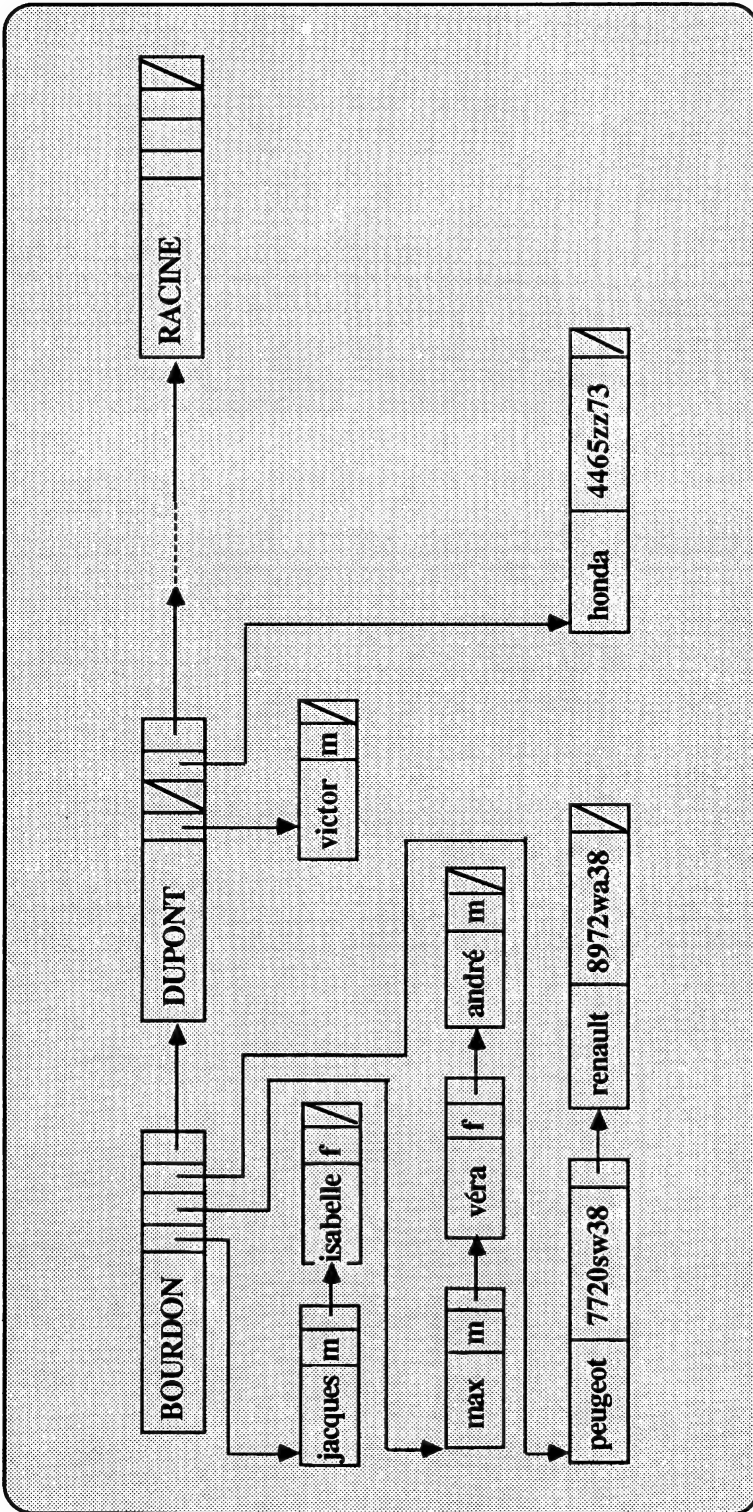 BOURDON DUPONT RACINE
jacques m isabelle f victor m
max m véra f andré m
peugeot 7720sw38 renault 8972wa38 honda 4465zz73